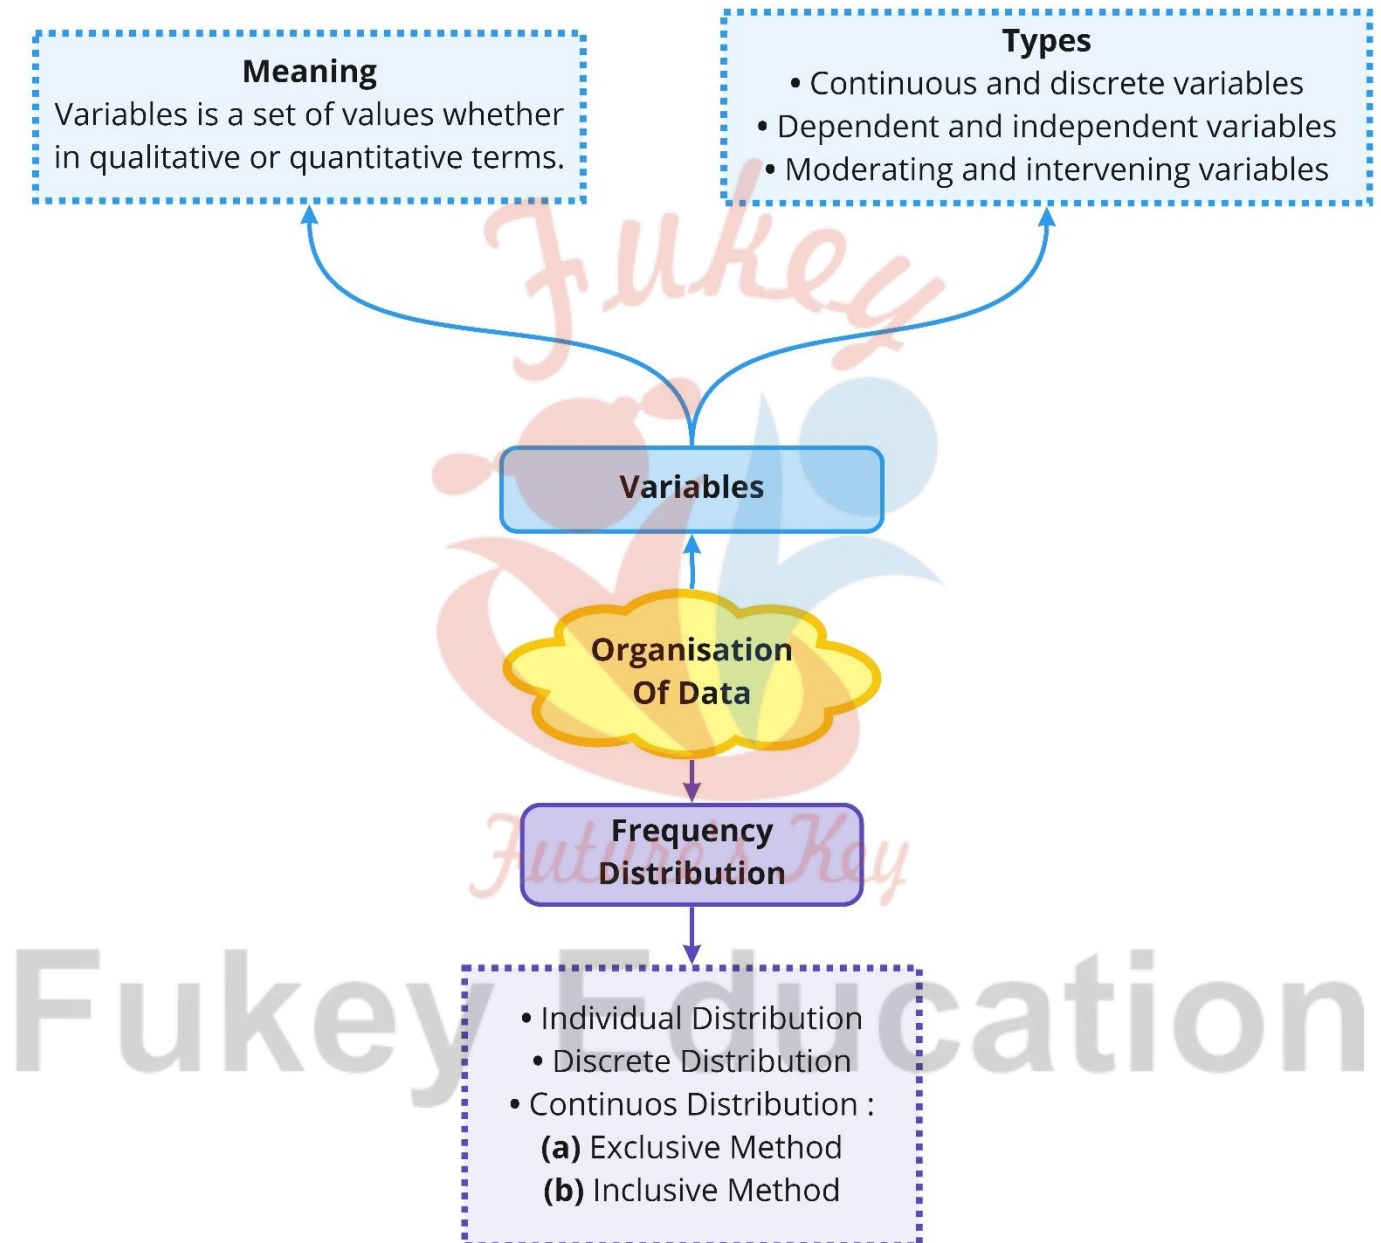 Meaning
Variables is a set of values whether
in qualitative or quantitative terms.
Types
• Continuous and discrete variables
• Dependent and independent variables
• Moderating and intervening variables
Fukey
Variables
Organisation
Of Data
Frequency
Distribution
Future's Key
Fukey Education
• Individual Distribution
• Discrete Distribution
• Continuos Distribution :
(a) Exclusive Method
(b) Inclusive Method